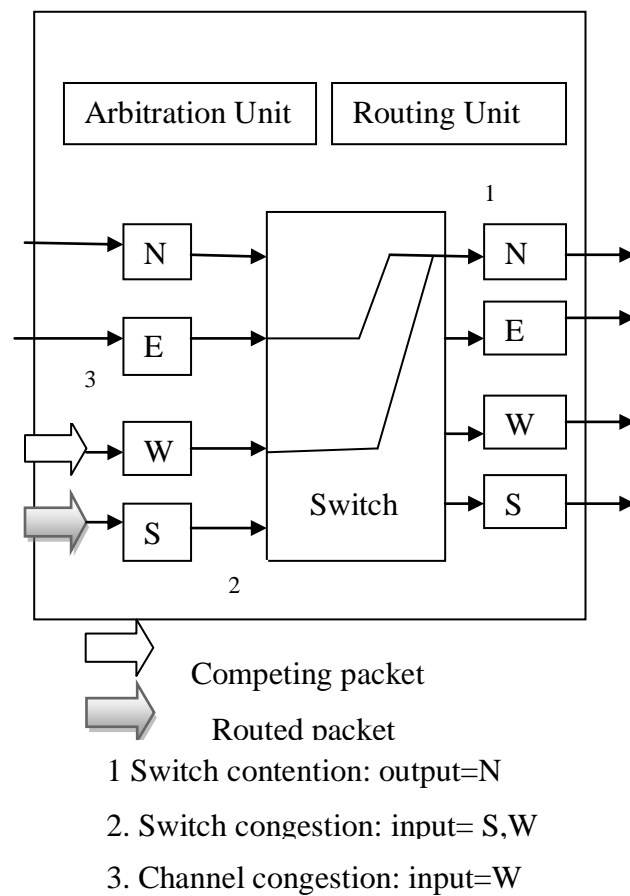 Arbitration Unit Routing Unit
1
N N
E E
3
W W
Switch
S S
2
Competing packet
Routed packet
1 Switch contention: output=N
2. Switch congestion: input= S,W
3. Channel congestion: input=W